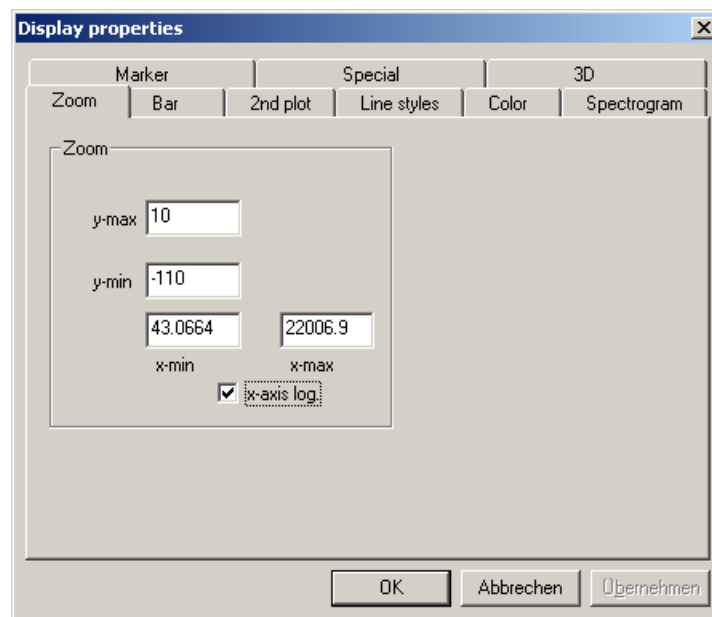 Display properties
Marker Special 3D
Zoom Bar 2nd plot Line styles Color Spectrogram
Zoom
y-max 10
y-min -110
43.0664 22006.9
x-min x-max
x-axis log.
OK Abbrechen Übernehmen